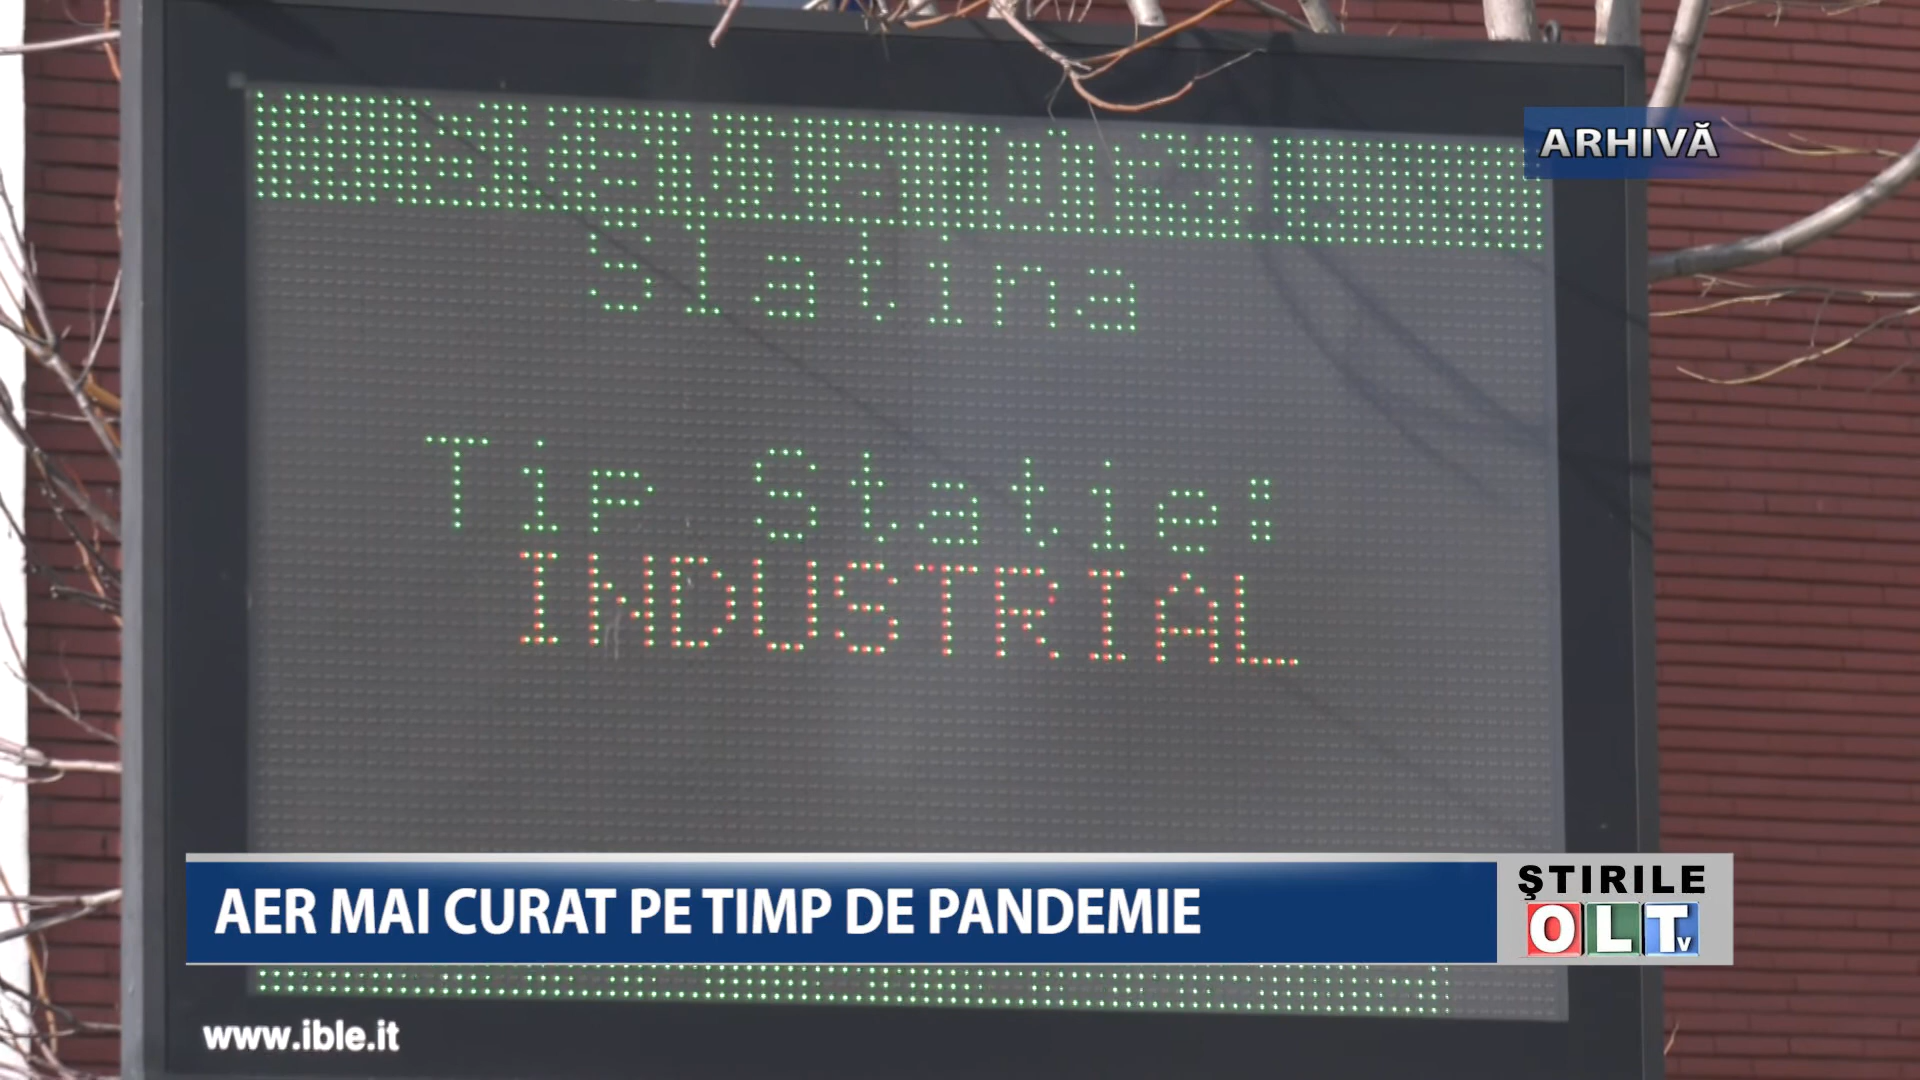 ARHIVĂ
Slatina
Tip Statie:
INDUSTRIAL
AER MAI CURAT PE TIMP DE PANDEMIE
ŞTIRILE
OLTv
www.ible.it